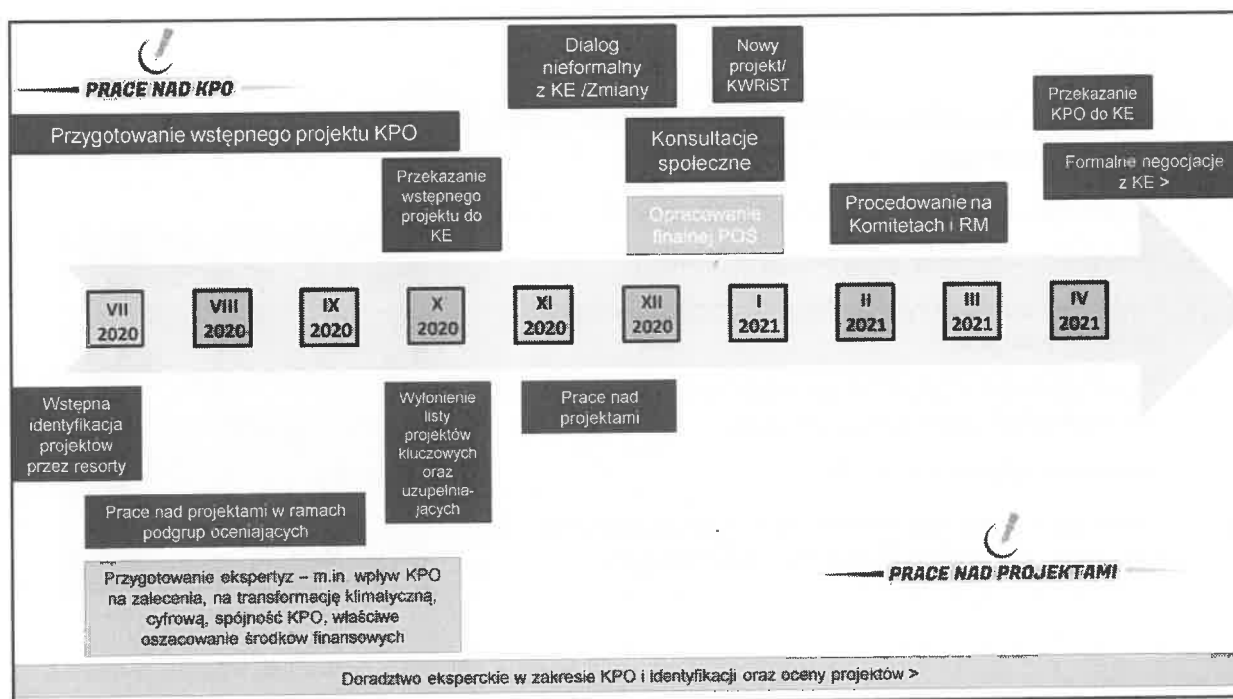 PRACE NAD KPO
Przygotowanie wstępnego projektu KPO
Dialog
nieformalny
z KE /Zmiany
Nowy
projekt/
KWRiST
Przekazanie
KPO do KE
Przekazanie
wstępnego
projektu do
KE
Konsultacje
społeczne
Opracowanie
finalnej POŚ
Procedowanie na
Komitetach i RM
Formalne negocjacje
z KE >
VII
2020
VIII
2020
IX
2020
X
2020
XI
2020
XII
2020
I
2021
II
2021
III
2021
IV
2021
Wstępna
identyfikacja
projektów
przez resorty
Wyłonienie
listy
projektów
kluczowych
oraz
uzupełnia-
jących
Prace nad
projektami
Prace nad projektami w ramach
podgrup oceniających
Przygotowanie ekspertyz – m.in. wpływ KPO
na zalecenia, na transformację klimatyczną,
cyfrową, spójność KPO, właściwe
oszacowanie środków finansowych
PRACE NAD PROJEKTAMI
Doradztwo eksperckie w zakresie KPO i identyfikacji oraz oceny projektów >